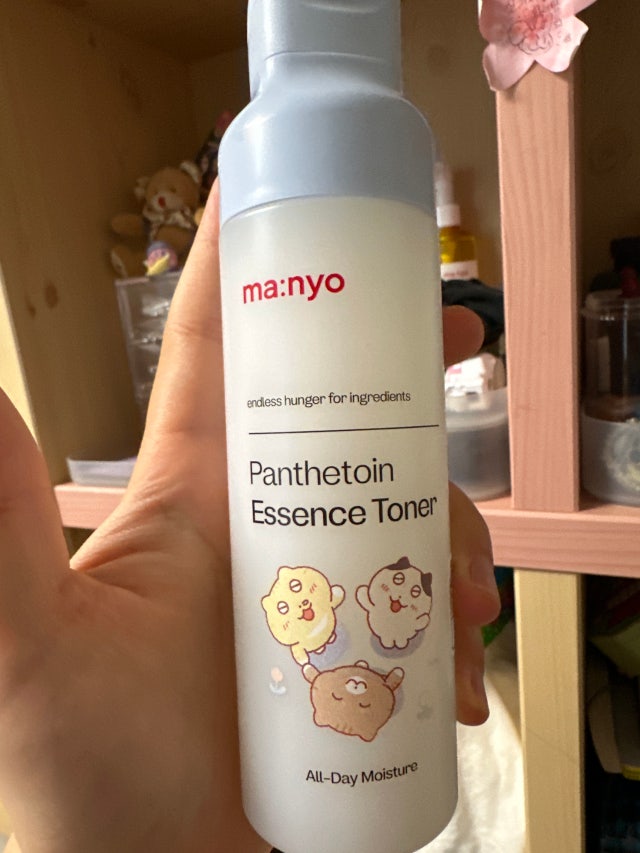 ma:nyo
endless hunger for ingredients
Panthetoin
Essence Toner
All-Day Moisture